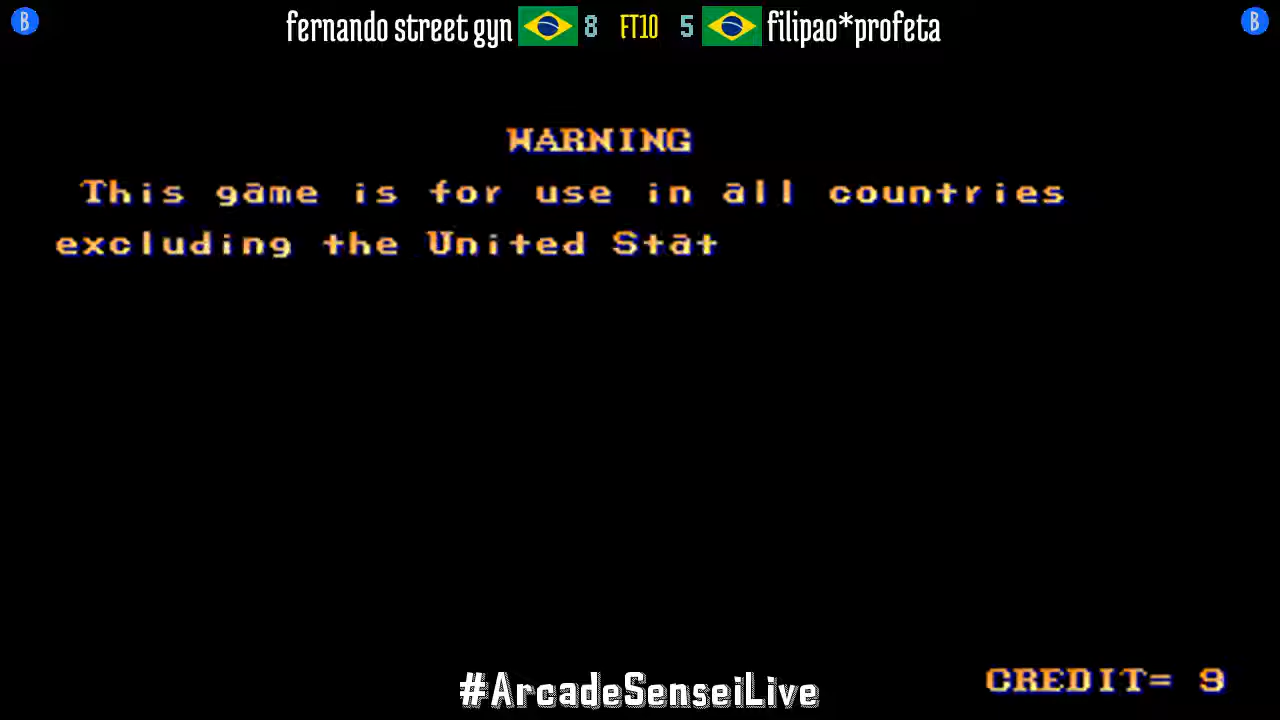 B fernando street gyn 8 FT10 5 filipao*profeta B
WARNING
This game is for use in all countries
excluding the United Stat
#ArcadeSenseiLive
CREDIT= 9